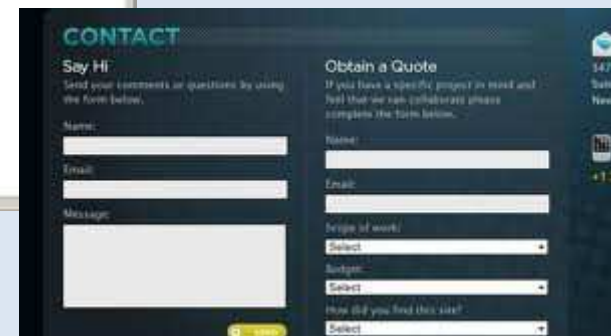 CONTACT
Say Hi
Send your comments or questions by using
the form below.
Name:
Email:
Message:
SEND
Obtain a Quote
If you have a specific project in mind and
feel that we can collaborate please
complete the form below.
Name:
Email:
Scope of work:
Select
Budget:
Select
How did you find this site?
Select